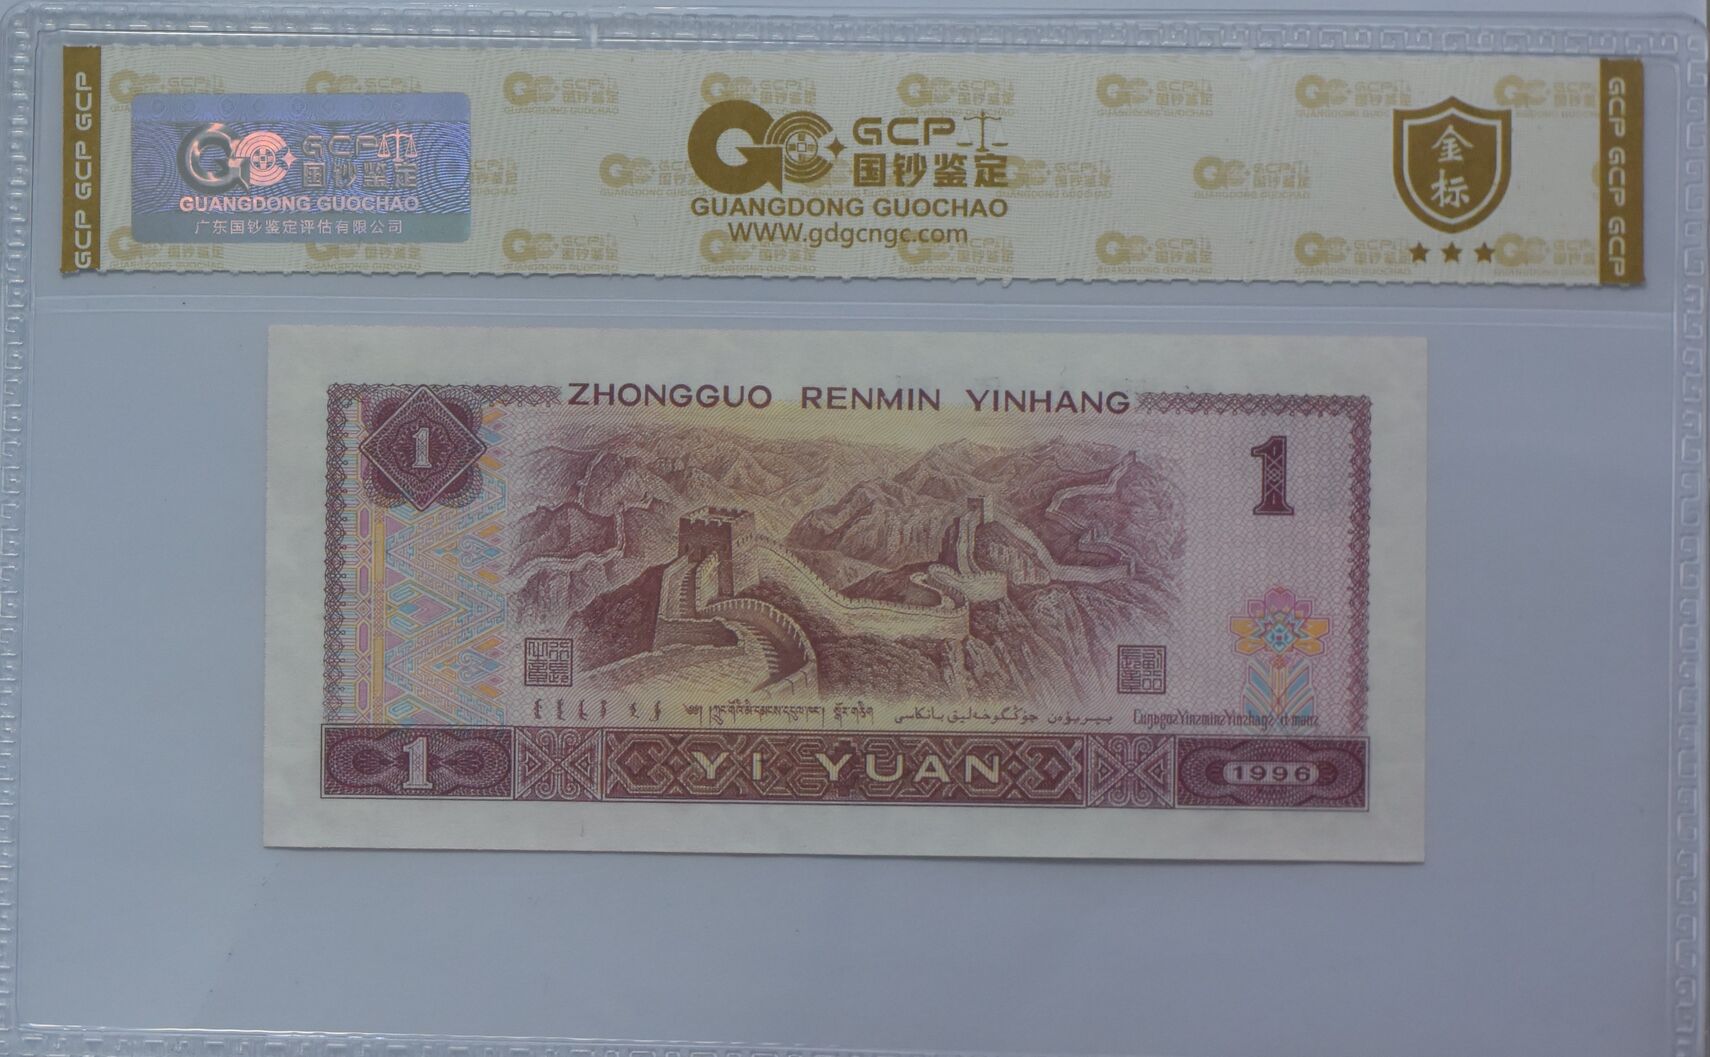 GCP GCP GCP
GCP
国钞鉴定
GUANGDONG GUOCHAO
广东国钞鉴定评估有限公司
GCP
国钞鉴定
GUANGDONG GUOCHAO
WWW.gdgcngc.com
金标
GCP GCP GCP
ZHONGGUO RENMIN YINHANG
1
1
1
YI YUAN
1996